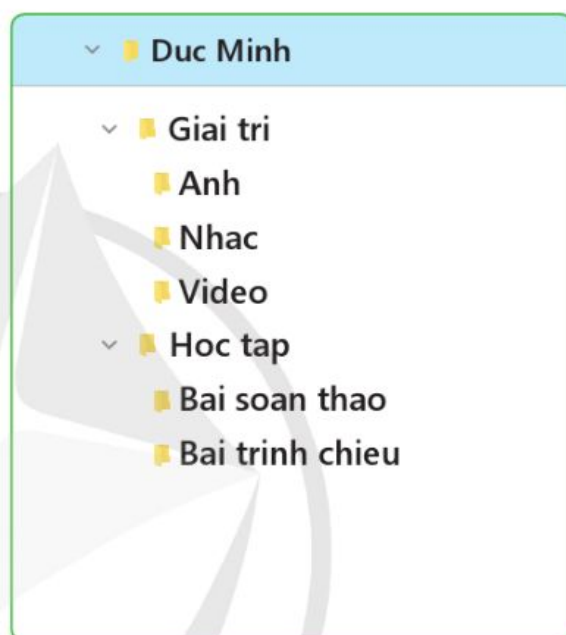 Duc Minh
Giai tri
Anh
Nhac
Video
Hoc tap
Bai soan thao
Bai trinh chieu